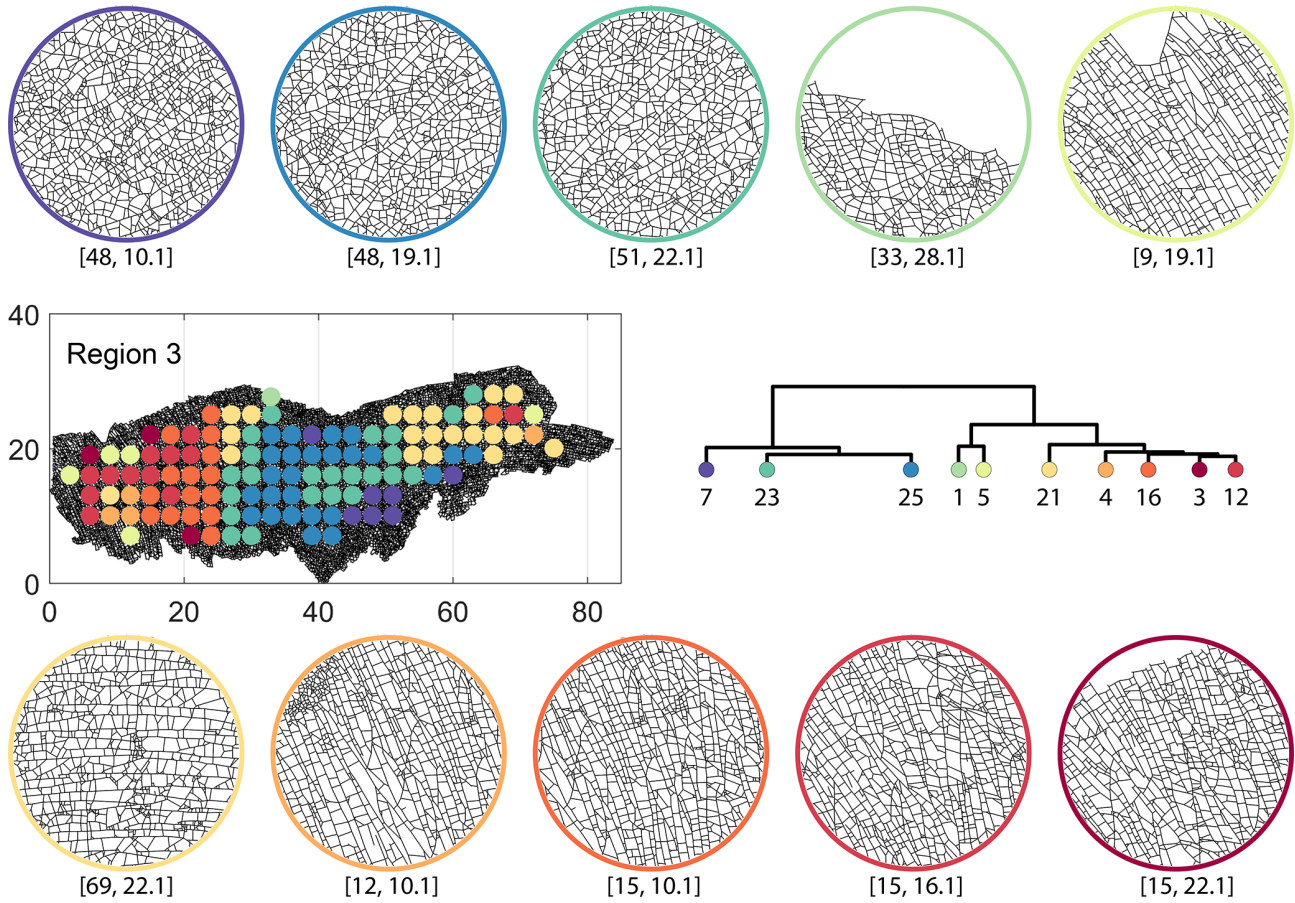 [48, 10.1] [48, 19.1] [51, 22.1] [33, 28.1] [9, 19.1]
40
Region 3
20
7 23 25 1 5 21 4 16 3 12
0
0 20 40 60 80
[69, 22.1] [12, 10.1] [15, 10.1] [15, 16.1] [15, 22.1]